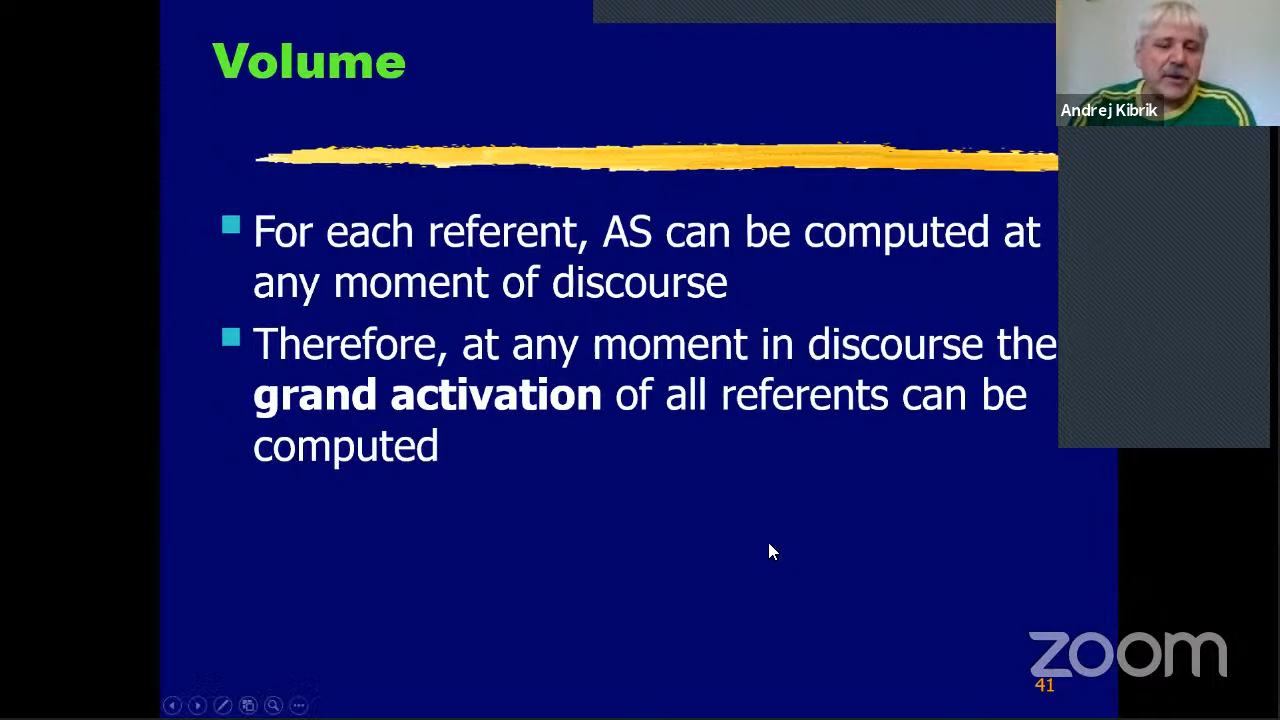 Volume
Andrej Kibrik
For each referent, AS can be computed at
any moment of discourse
Therefore, at any moment in discourse the
grand activation of all referents can be
computed
zoom
41